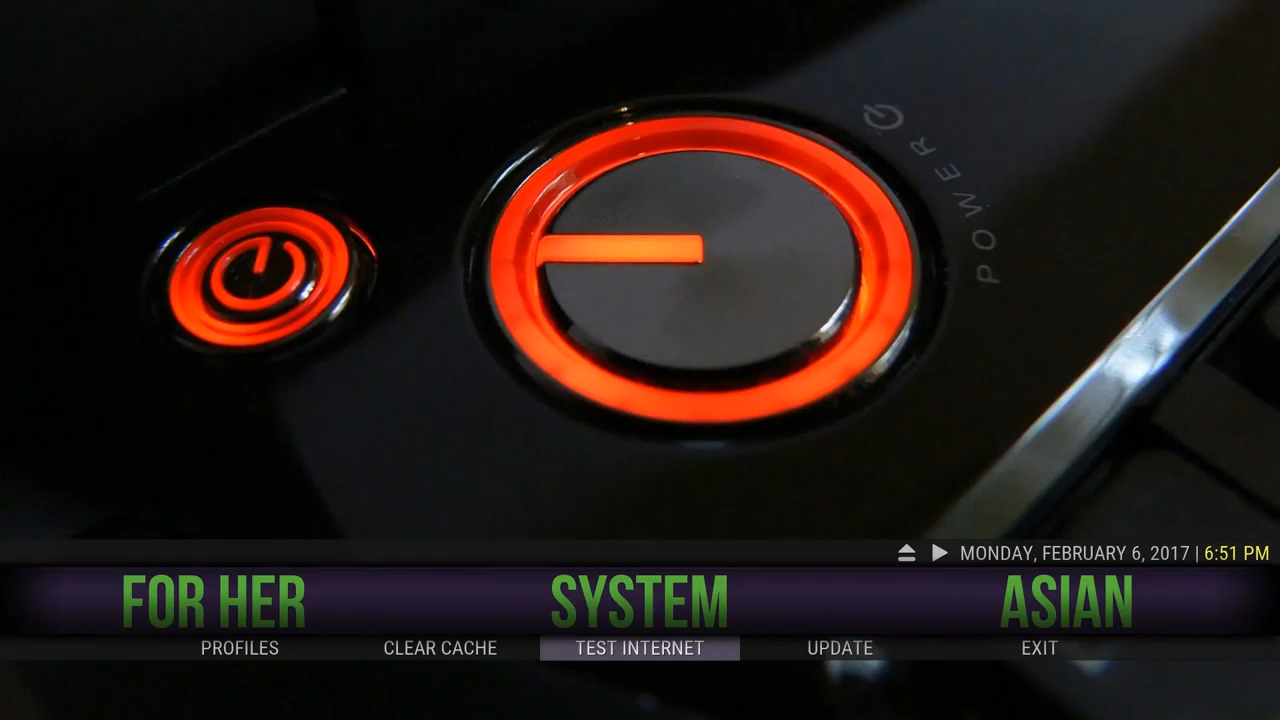 POWER
MONDAY, FEBRUARY 6, 2017 | 6:51 PM
FOR HER SYSTEM ASIAN
PROFILES CLEAR CACHE TEST INTERNET UPDATE EXIT